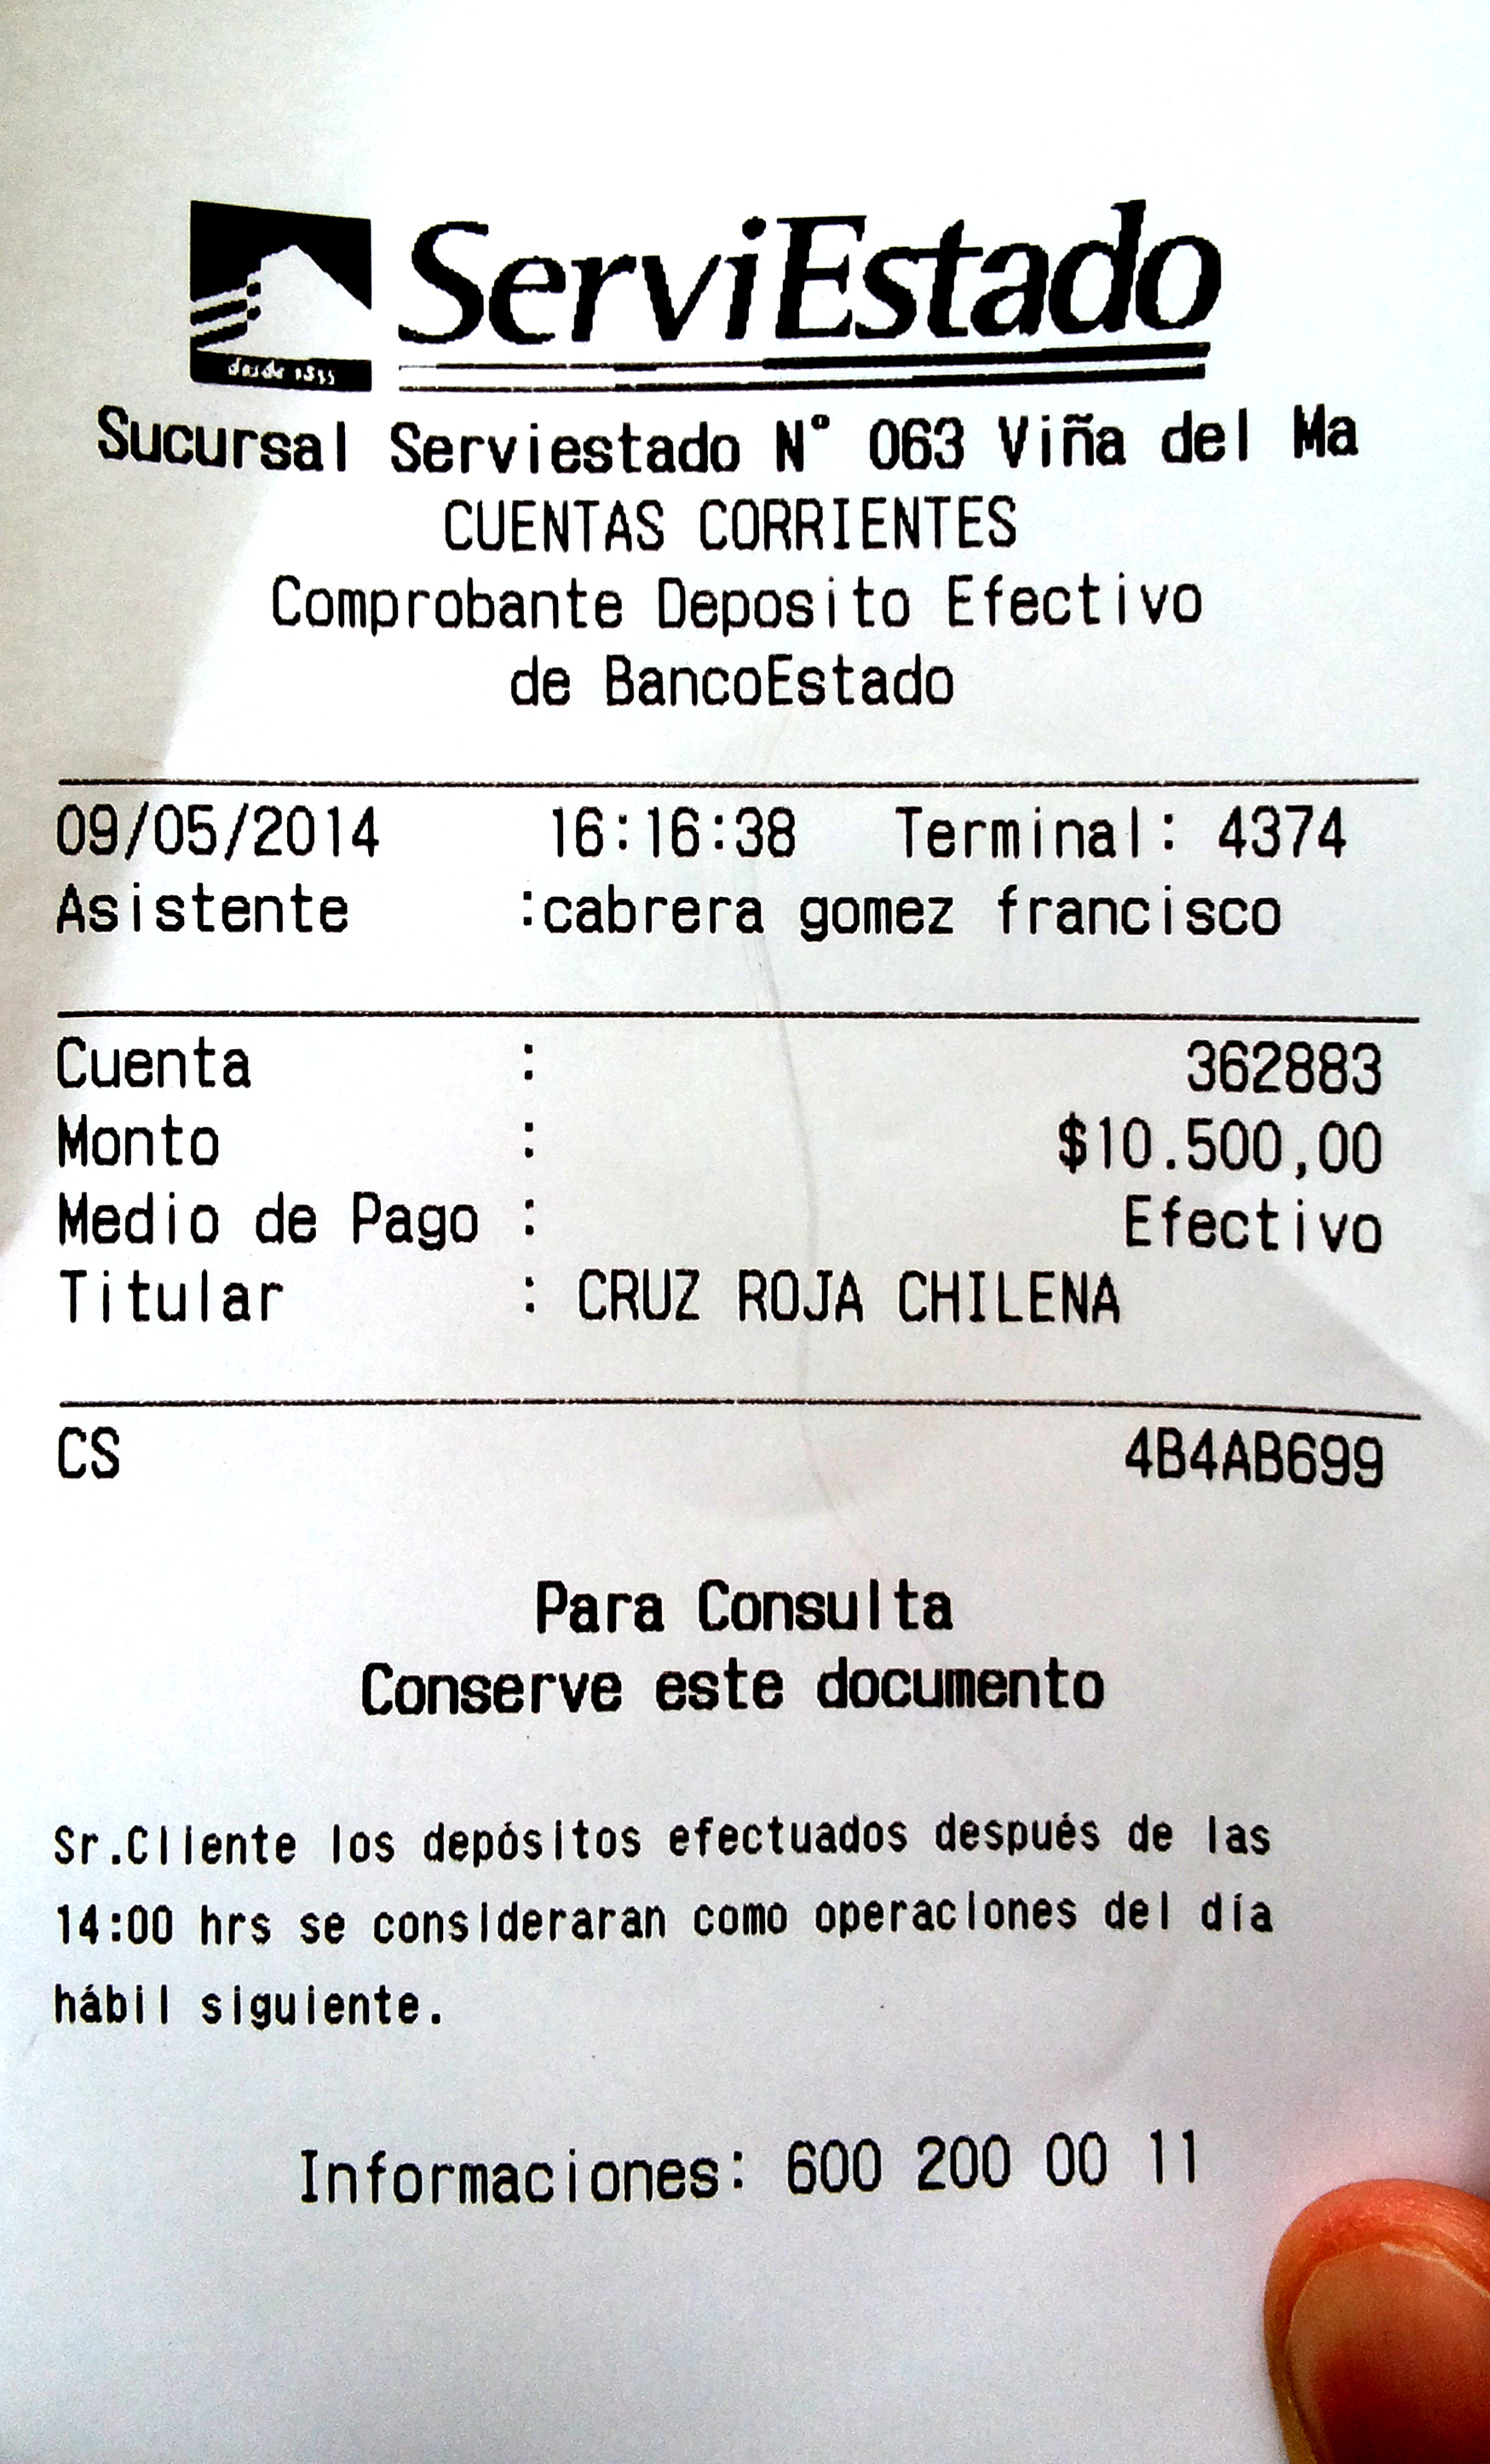 desde 1855
ServiEstado
Sucursal Serviestado N° 063 Viña del Ma
CUENTAS CORRIENTES
Comprobante Deposito Efectivo
de BancoEstado
09/05/2014 16:16:38 Terminal: 4374
Asistente :cabrera gomez francisco
Cuenta : 362883
Monto : $10.500,00
Medio de Pago : Efectivo
Titular : CRUZ ROJA CHILENA
CS 4B4AB699
Para Consulta
Conserve este documento
Sr.Cliente los depósitos efectuados después de las
14:00 hrs se consideraran como operaciones del día
hábil siguiente.
Informaciones: 600 200 00 11